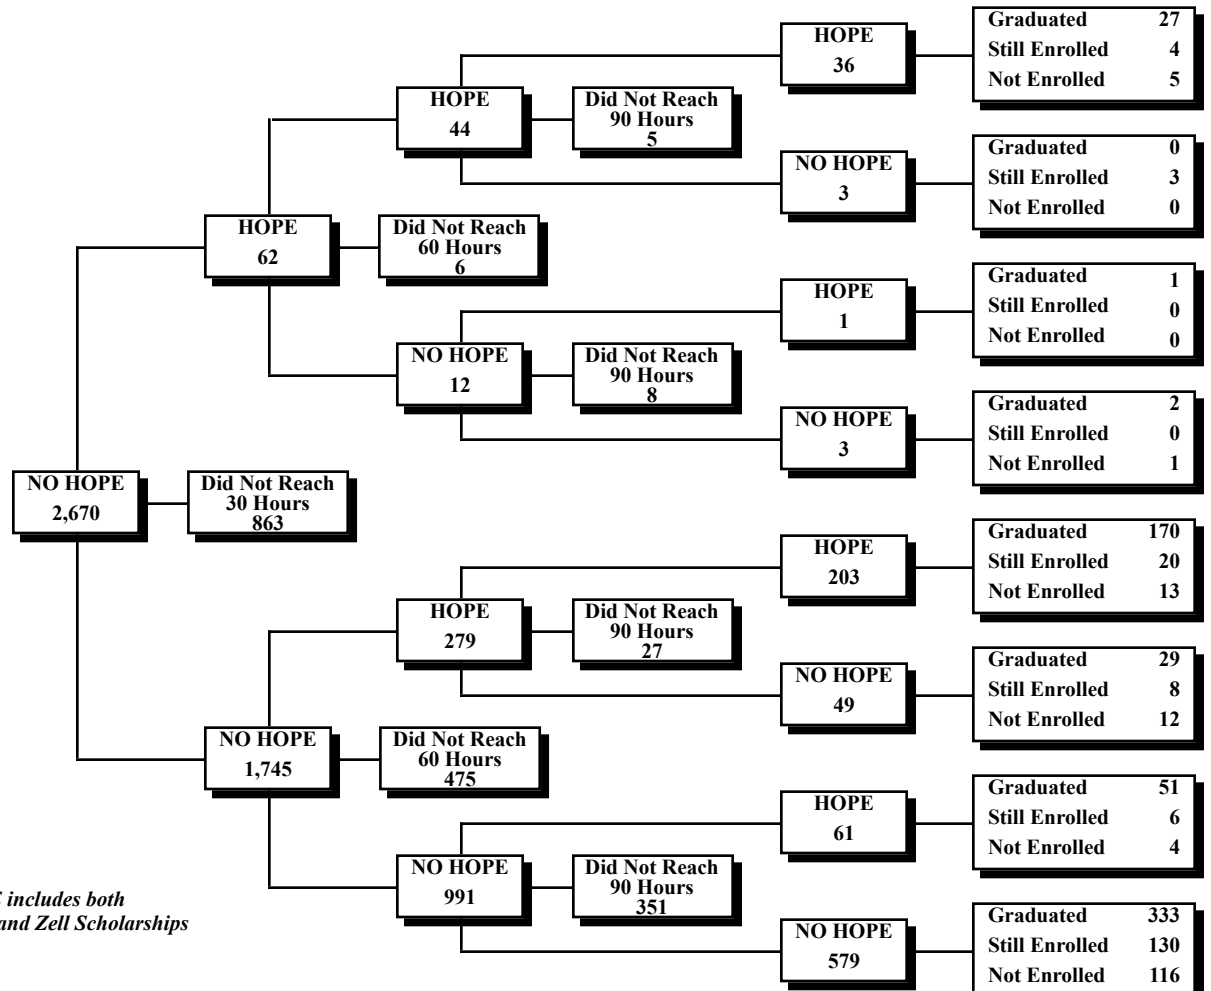 Graduated 27
HOPE
36
Still Enrolled 4
Not Enrolled 5
HOPE
44
Did Not Reach
90 Hours
5
Graduated 0
NO HOPE
3
Still Enrolled 3
Not Enrolled 0
HOPE
62
Did Not Reach
60 Hours
6
Graduated 1
HOPE
1
Still Enrolled 0
Not Enrolled 0
NO HOPE
12
Did Not Reach
90 Hours
8
Graduated 2
NO HOPE
3
Still Enrolled 0
Not Enrolled 1
NO HOPE
2,670
Did Not Reach
30 Hours
863
Graduated 170
HOPE
203
Still Enrolled 20
Not Enrolled 13
HOPE
279
Did Not Reach
90 Hours
27
Graduated 29
NO HOPE
49
Still Enrolled 8
Not Enrolled 12
NO HOPE
1,745
Did Not Reach
60 Hours
475
Graduated 51
HOPE
61
Still Enrolled 6
Not Enrolled 4
NO HOPE
991
Did Not Reach
90 Hours
351
includes both
and Zell Scholarships
Graduated 333
NO HOPE
579
Still Enrolled 130
Not Enrolled 116